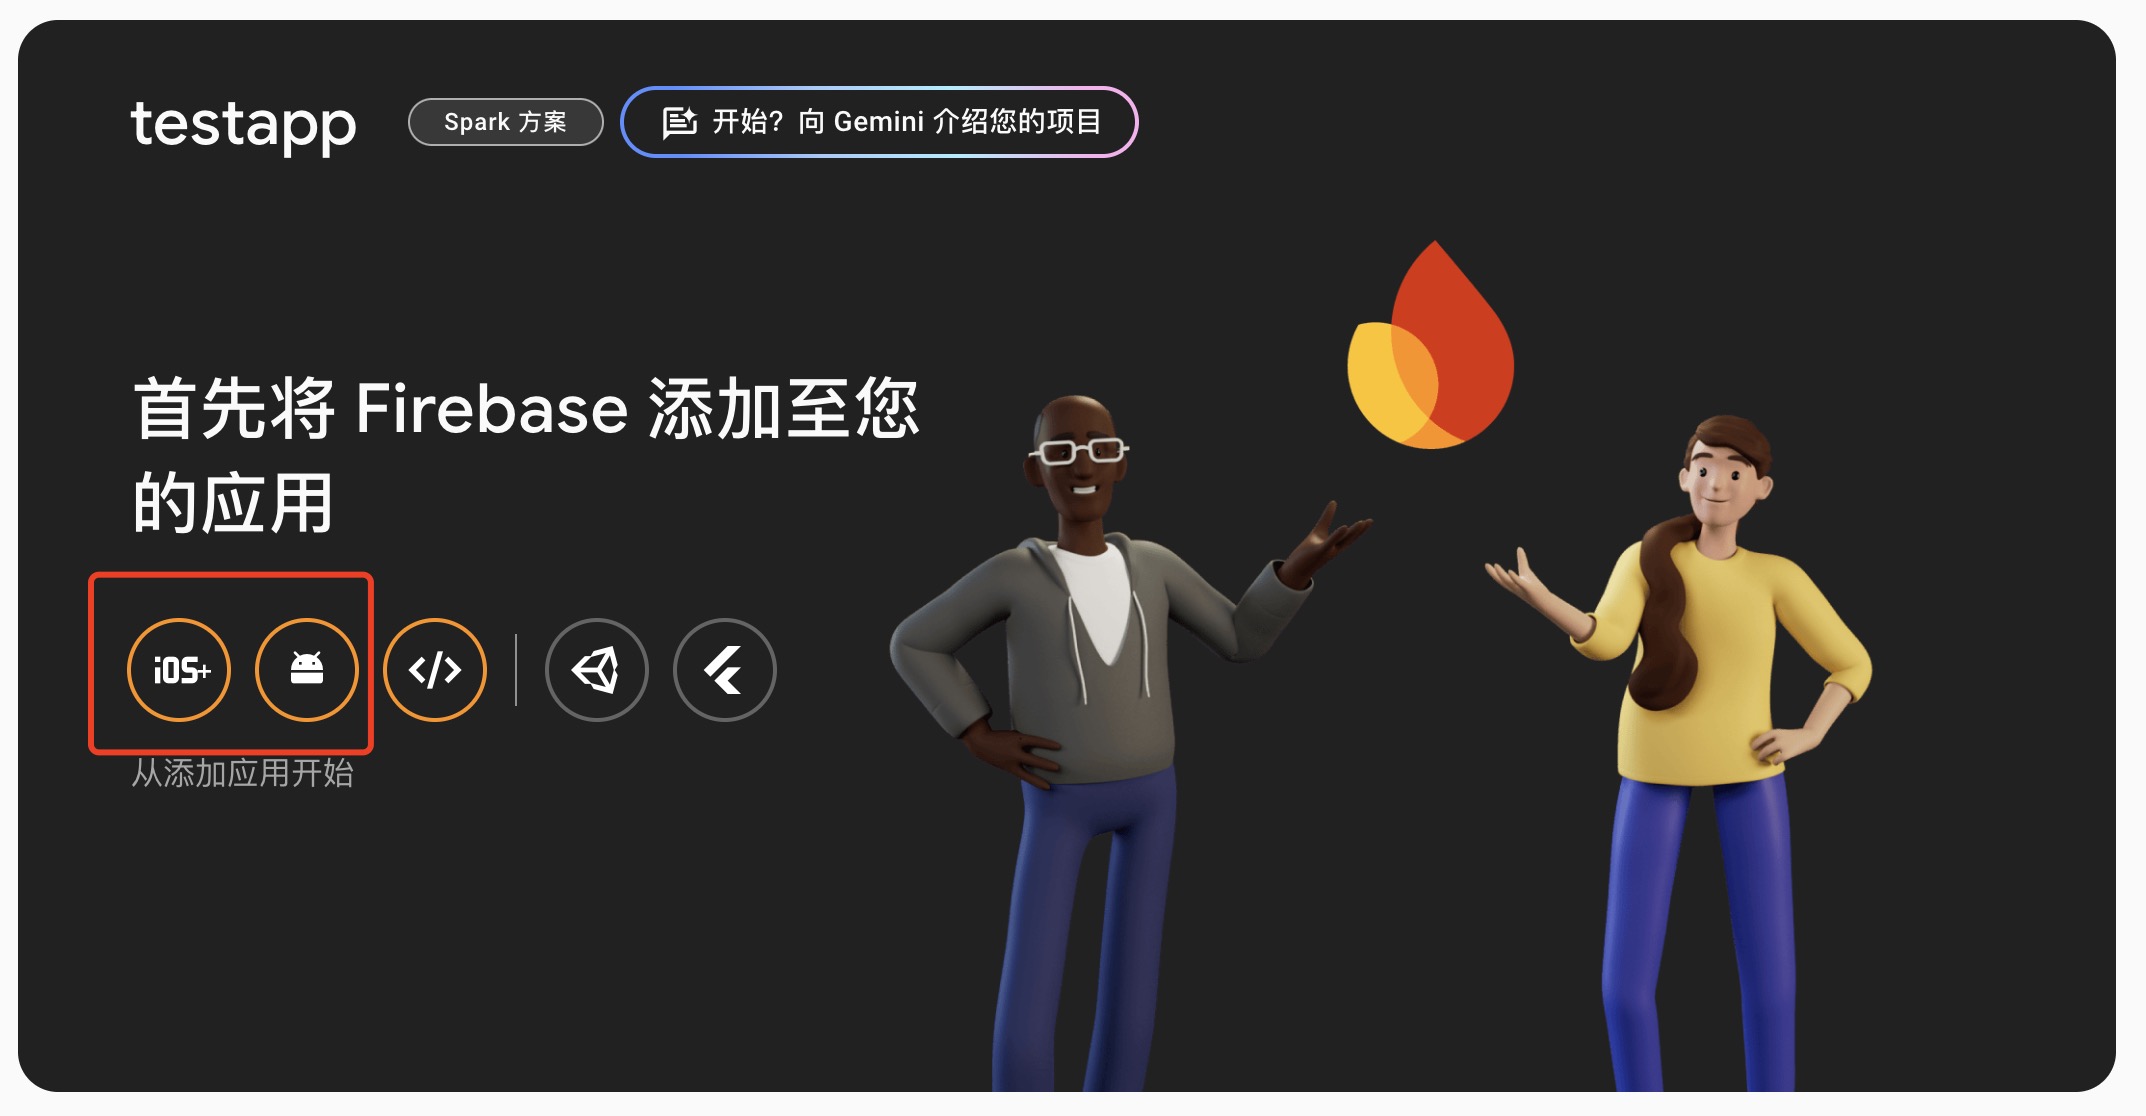 testapp
Spark 方案
开始？向 Gemini 介绍您的项目
首先将 Firebase 添加至您
的应用
iOS+
从添加应用开始